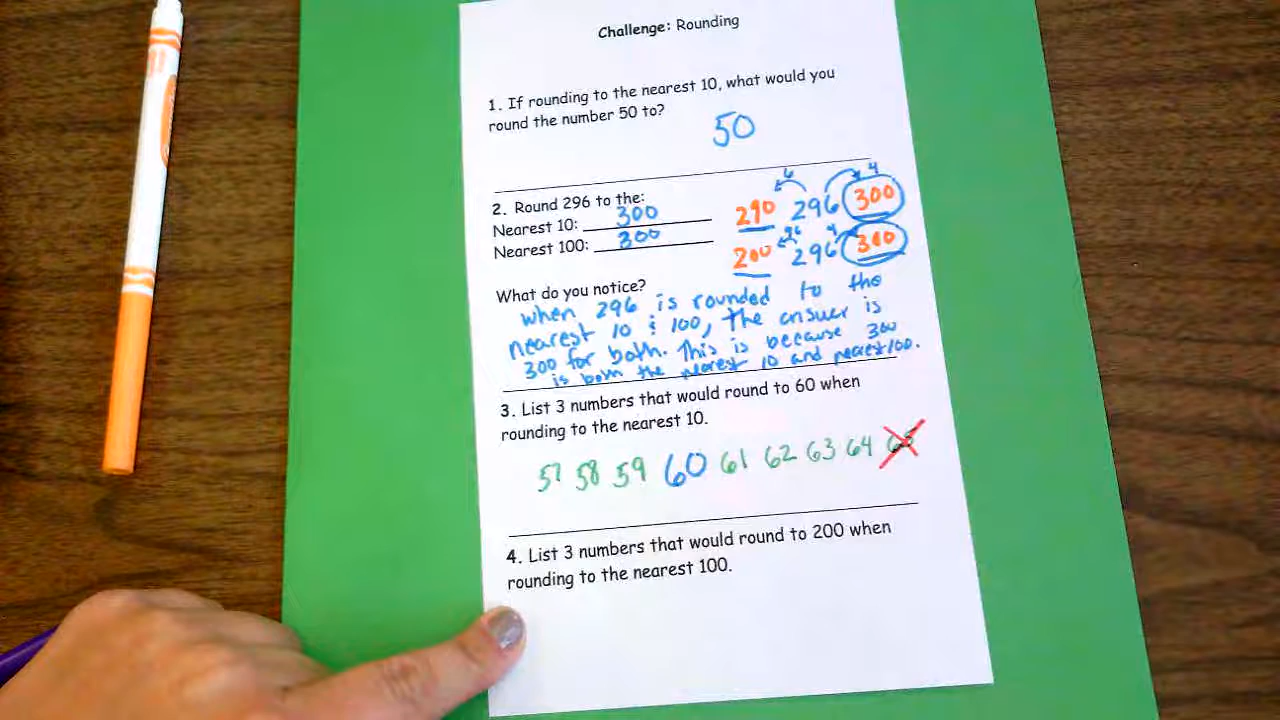 Challenge: Rounding
1. If rounding to the nearest 10, what would you
round the number 50 to?
50
2. Round 296 to the:
Nearest 10: 300
Nearest 100: 300
6 4
290 296 300
96 4
200 296 300
What do you notice?
when 296 is rounded to the
nearest 10 & 100, the answer is
300 for both. This is because 300
is both the nearest 10 and nearest 100.
3. List 3 numbers that would round to 60 when
rounding to the nearest 10.
57 58 59 60 61 62 63 64 65
4. List 3 numbers that would round to 200 when
rounding to the nearest 100.